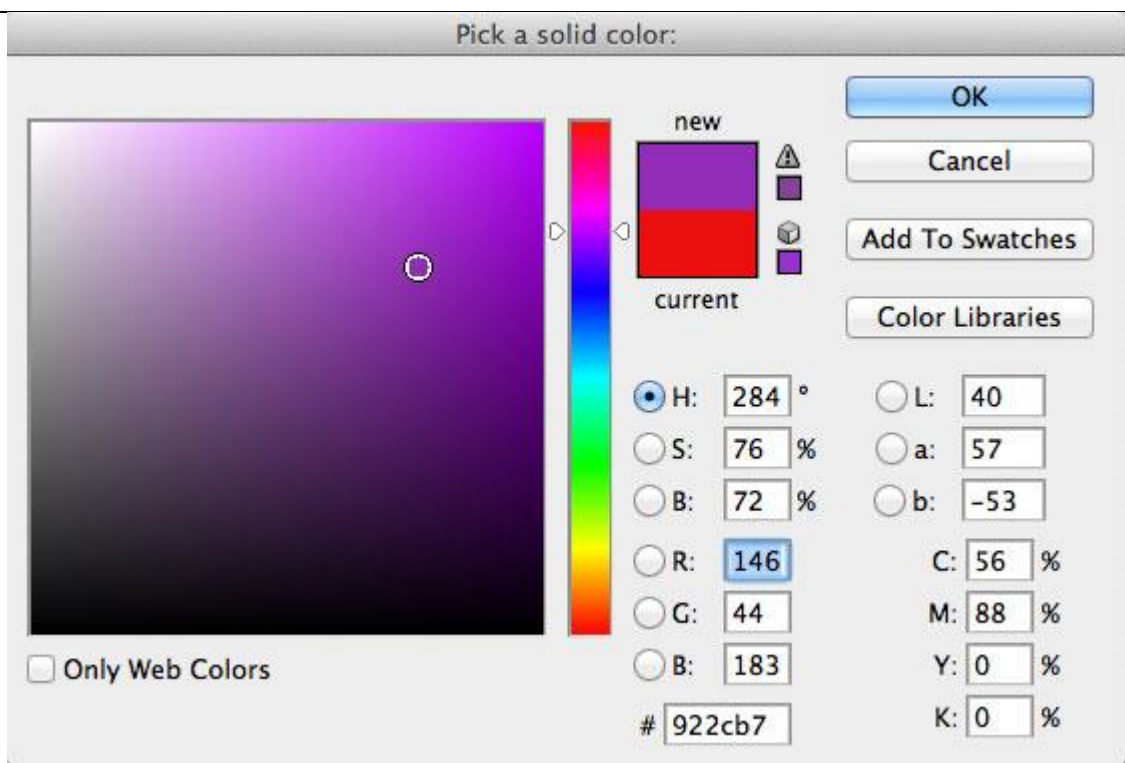 Pick a solid color:
new
current
OK
Cancel
Add To Swatches
Color Libraries
H: 284 °
S: 76 %
B: 72 %
R: 146
G: 44
B: 183
# 922cb7
L: 40
a: 57
b: -53
C: 56 %
M: 88 %
Y: 0 %
K: 0 %
Only Web Colors